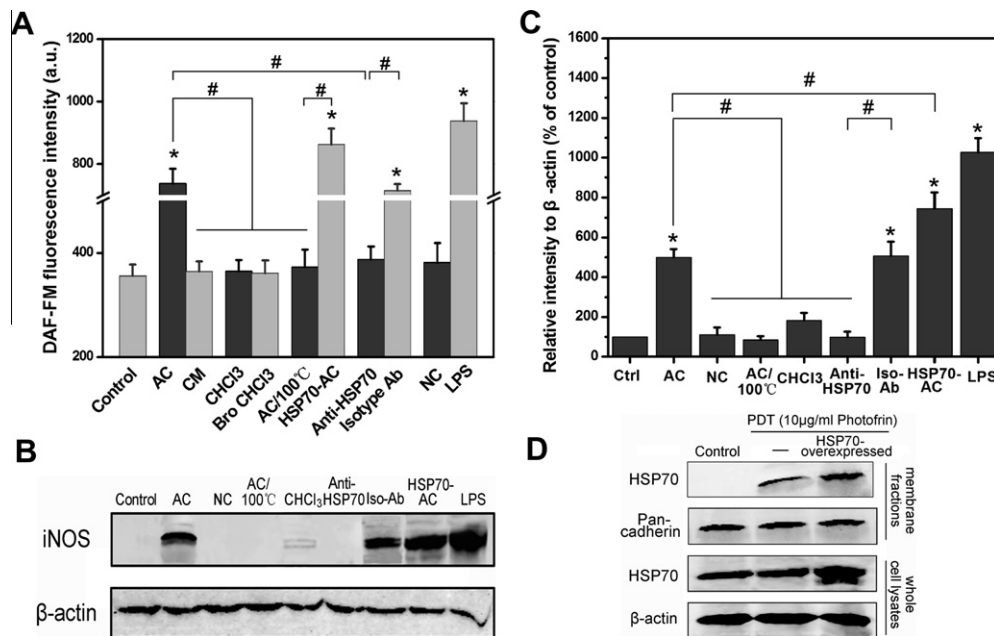 A
DAF-FM fluorescence intensity (a.u.)
1200
1000
800
400
200
#
#
#
#
*
*
*
*
Control
AC
CM
CHCl3
Bro CHCl3
AC/100℃
HSP70-AC
Anti-HSP70
Isotype Ab
NC
LPS
B
Control
AC
NC
AC/
100℃
CHCl₃
Anti-
HSP70
Iso-Ab
HSP70-
AC
LPS
iNOS
β-actin
C
Relative intensity to β -actin (% of control)
1600
1400
1200
1000
800
600
400
200
0
#
#
#
*
*
*
*
Ctrl
AC
NC
AC/
100℃
CHCl3
Anti-
HSP70
Iso-
Ab
HSP70-
AC
LPS
D
PDT (10μg/ml Photofrin)
Control
—
HSP70-
overexpressed
HSP70
Pan-
cadherin
membrane
fractions
HSP70
β-actin
whole
cell lysates